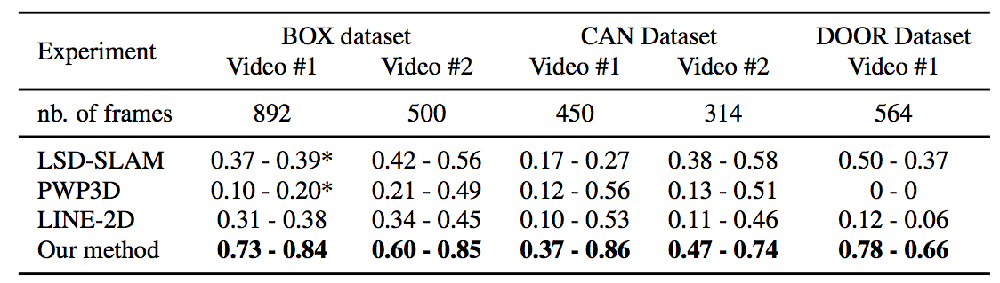 Experiment BOX dataset CAN Dataset DOOR Dataset
Video #1 Video #2 Video #1 Video #2 Video #1
nb. of frames 892 500 450 314 564
LSD-SLAM 0.37 - 0.39* 0.42 - 0.56 0.17 - 0.27 0.38 - 0.58 0.50 - 0.37
PWP3D 0.10 - 0.20* 0.21 - 0.49 0.12 - 0.56 0.13 - 0.51 0 - 0
LINE-2D 0.31 - 0.38 0.34 - 0.45 0.10 - 0.53 0.11 - 0.46 0.12 - 0.06
Our method 0.73 - 0.84 0.60 - 0.85 0.37 - 0.86 0.47 - 0.74 0.78 - 0.66